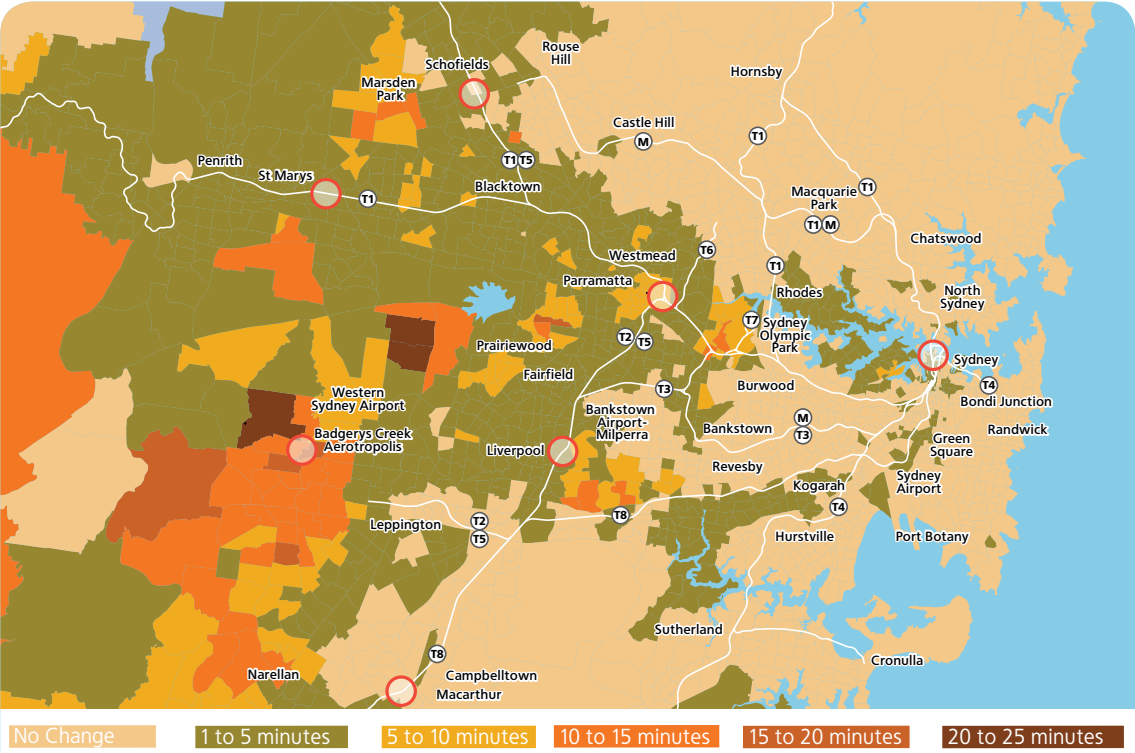 Rouse
Hill
Schofields
Hornsby
Marsden
Park
Castle Hill
M
T1
Penrith
T1 T5
St Marys
Blacktown
T1
T1
Macquarie
Park
T1 M
Chatswood
Westmead
T6
Parramatta
T1
Rhodes
North
Sydney
T7
Sydney
Olympic
Park
T2
T5
Prairiewood
Sydney
Fairfield
T3
Burwood
T4
Western
Sydney Airport
Bondi Junction
Bankstown
Airport-
Milperra
M
T3
Bankstown
Randwick
Badgerys Creek
Aerotropolis
Green
Square
Liverpool
Revesby
Sydney
Airport
Kogarah
T4
Leppington
T2
T5
T8
Hurstville
Port Botany
Sutherland
T8
Cronulla
Narellan
Campbelltown
Macarthur
No Change
1 to 5 minutes
5 to 10 minutes
10 to 15 minutes
15 to 20 minutes
20 to 25 minutes